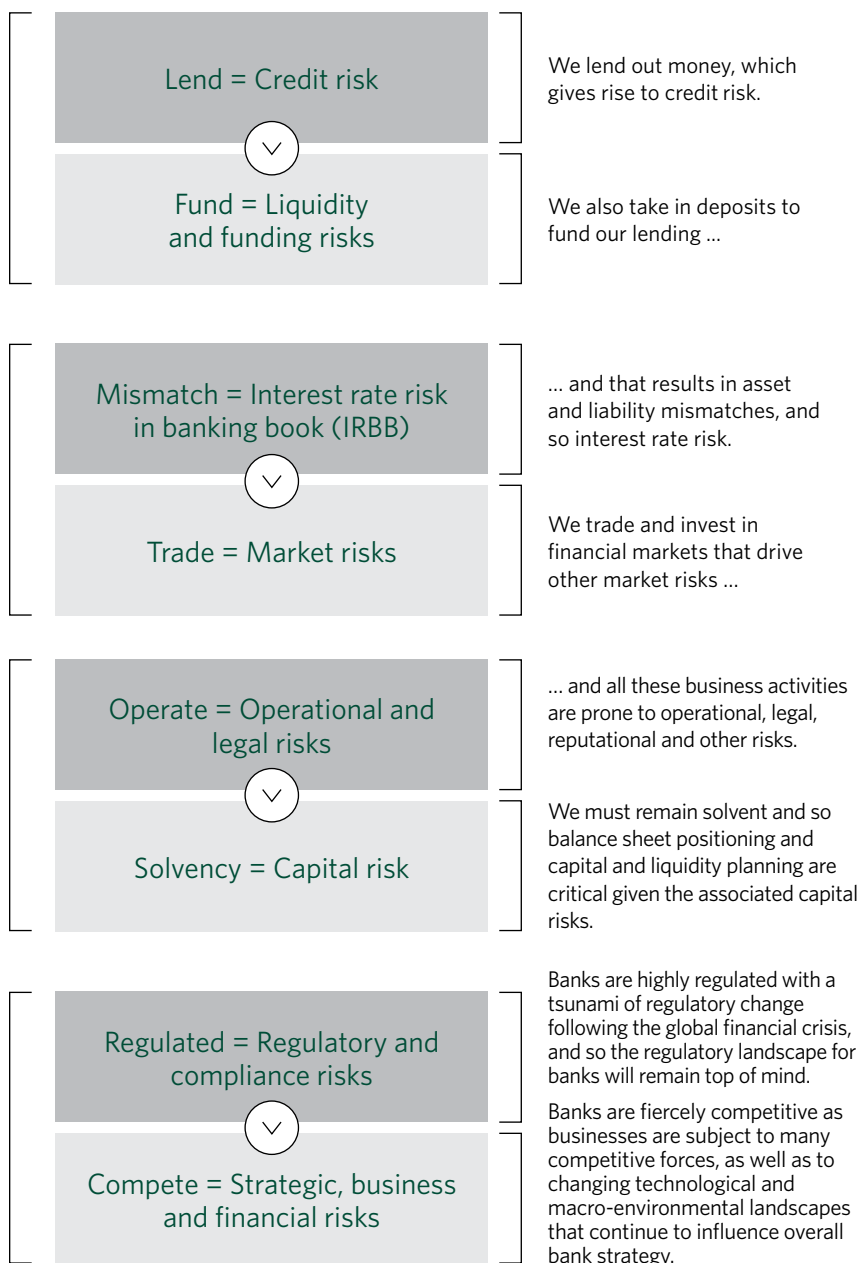 Lend = Credit risk
We lend out money, which
gives rise to credit risk.
Fund = Liquidity
and funding risks
We also take in deposits to
fund our lending …
Mismatch = Interest rate risk
in banking book (IRBB)
… and that results in asset
and liability mismatches, and
so interest rate risk.
Trade = Market risks
We trade and invest in
financial markets that drive
other market risks …
Operate = Operational and
legal risks
… and all these business activities
are prone to operational, legal,
reputational and other risks.
Solvency = Capital risk
We must remain solvent and so
balance sheet positioning and
capital and liquidity planning are
critical given the associated capital
risks.
Regulated = Regulatory and
compliance risks
Banks are highly regulated with a
tsunami of regulatory change
following the global financial crisis,
and so the regulatory landscape for
banks will remain top of mind.
Compete = Strategic, business
and financial risks
Banks are fiercely competitive as
businesses are subject to many
competitive forces, as well as to
changing technological and
macro-environmental landscapes
that continue to influence overall
bank strategy.